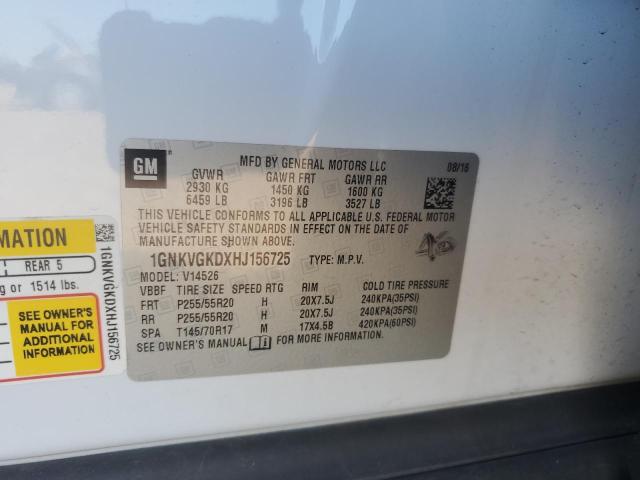 GM
MFD BY GENERAL MOTORS LLC 08/16
GVWR GAWR FRT GAWR RR
2930 KG 1450 KG 1600 KG
6459 LB 3196 LB 3527 LB
THIS VEHICLE CONFORMS TO ALL APPLICABLE U.S. FEDERAL MOTOR
VEHICLE SAFETY STANDARDS IN EFFECT ON THE DATE OF
MANUFACTURE SHOWN ABOVE.
1GNKVGKDXHJ156725 TYPE: M.P.V.
MODEL: V14526
VBBF TIRE SIZE SPEED RTG RIM COLD TIRE PRESSURE
FRT P255/55R20 H 20X7.5J 240KPA(35PSI)
RR P255/55R20 H 20X7.5J 240KPA(35PSI)
SPA T145/70R17 M 17X4.5B 420KPA(60PSI)
SEE OWNER'S MANUAL FOR MORE INFORMATION.
MATION
REAR 5
g or 1514 lbs.
SEE OWNER'S
MANUAL FOR
ADDITIONAL
INFORMATION
1GNKVGKDXHJ156725